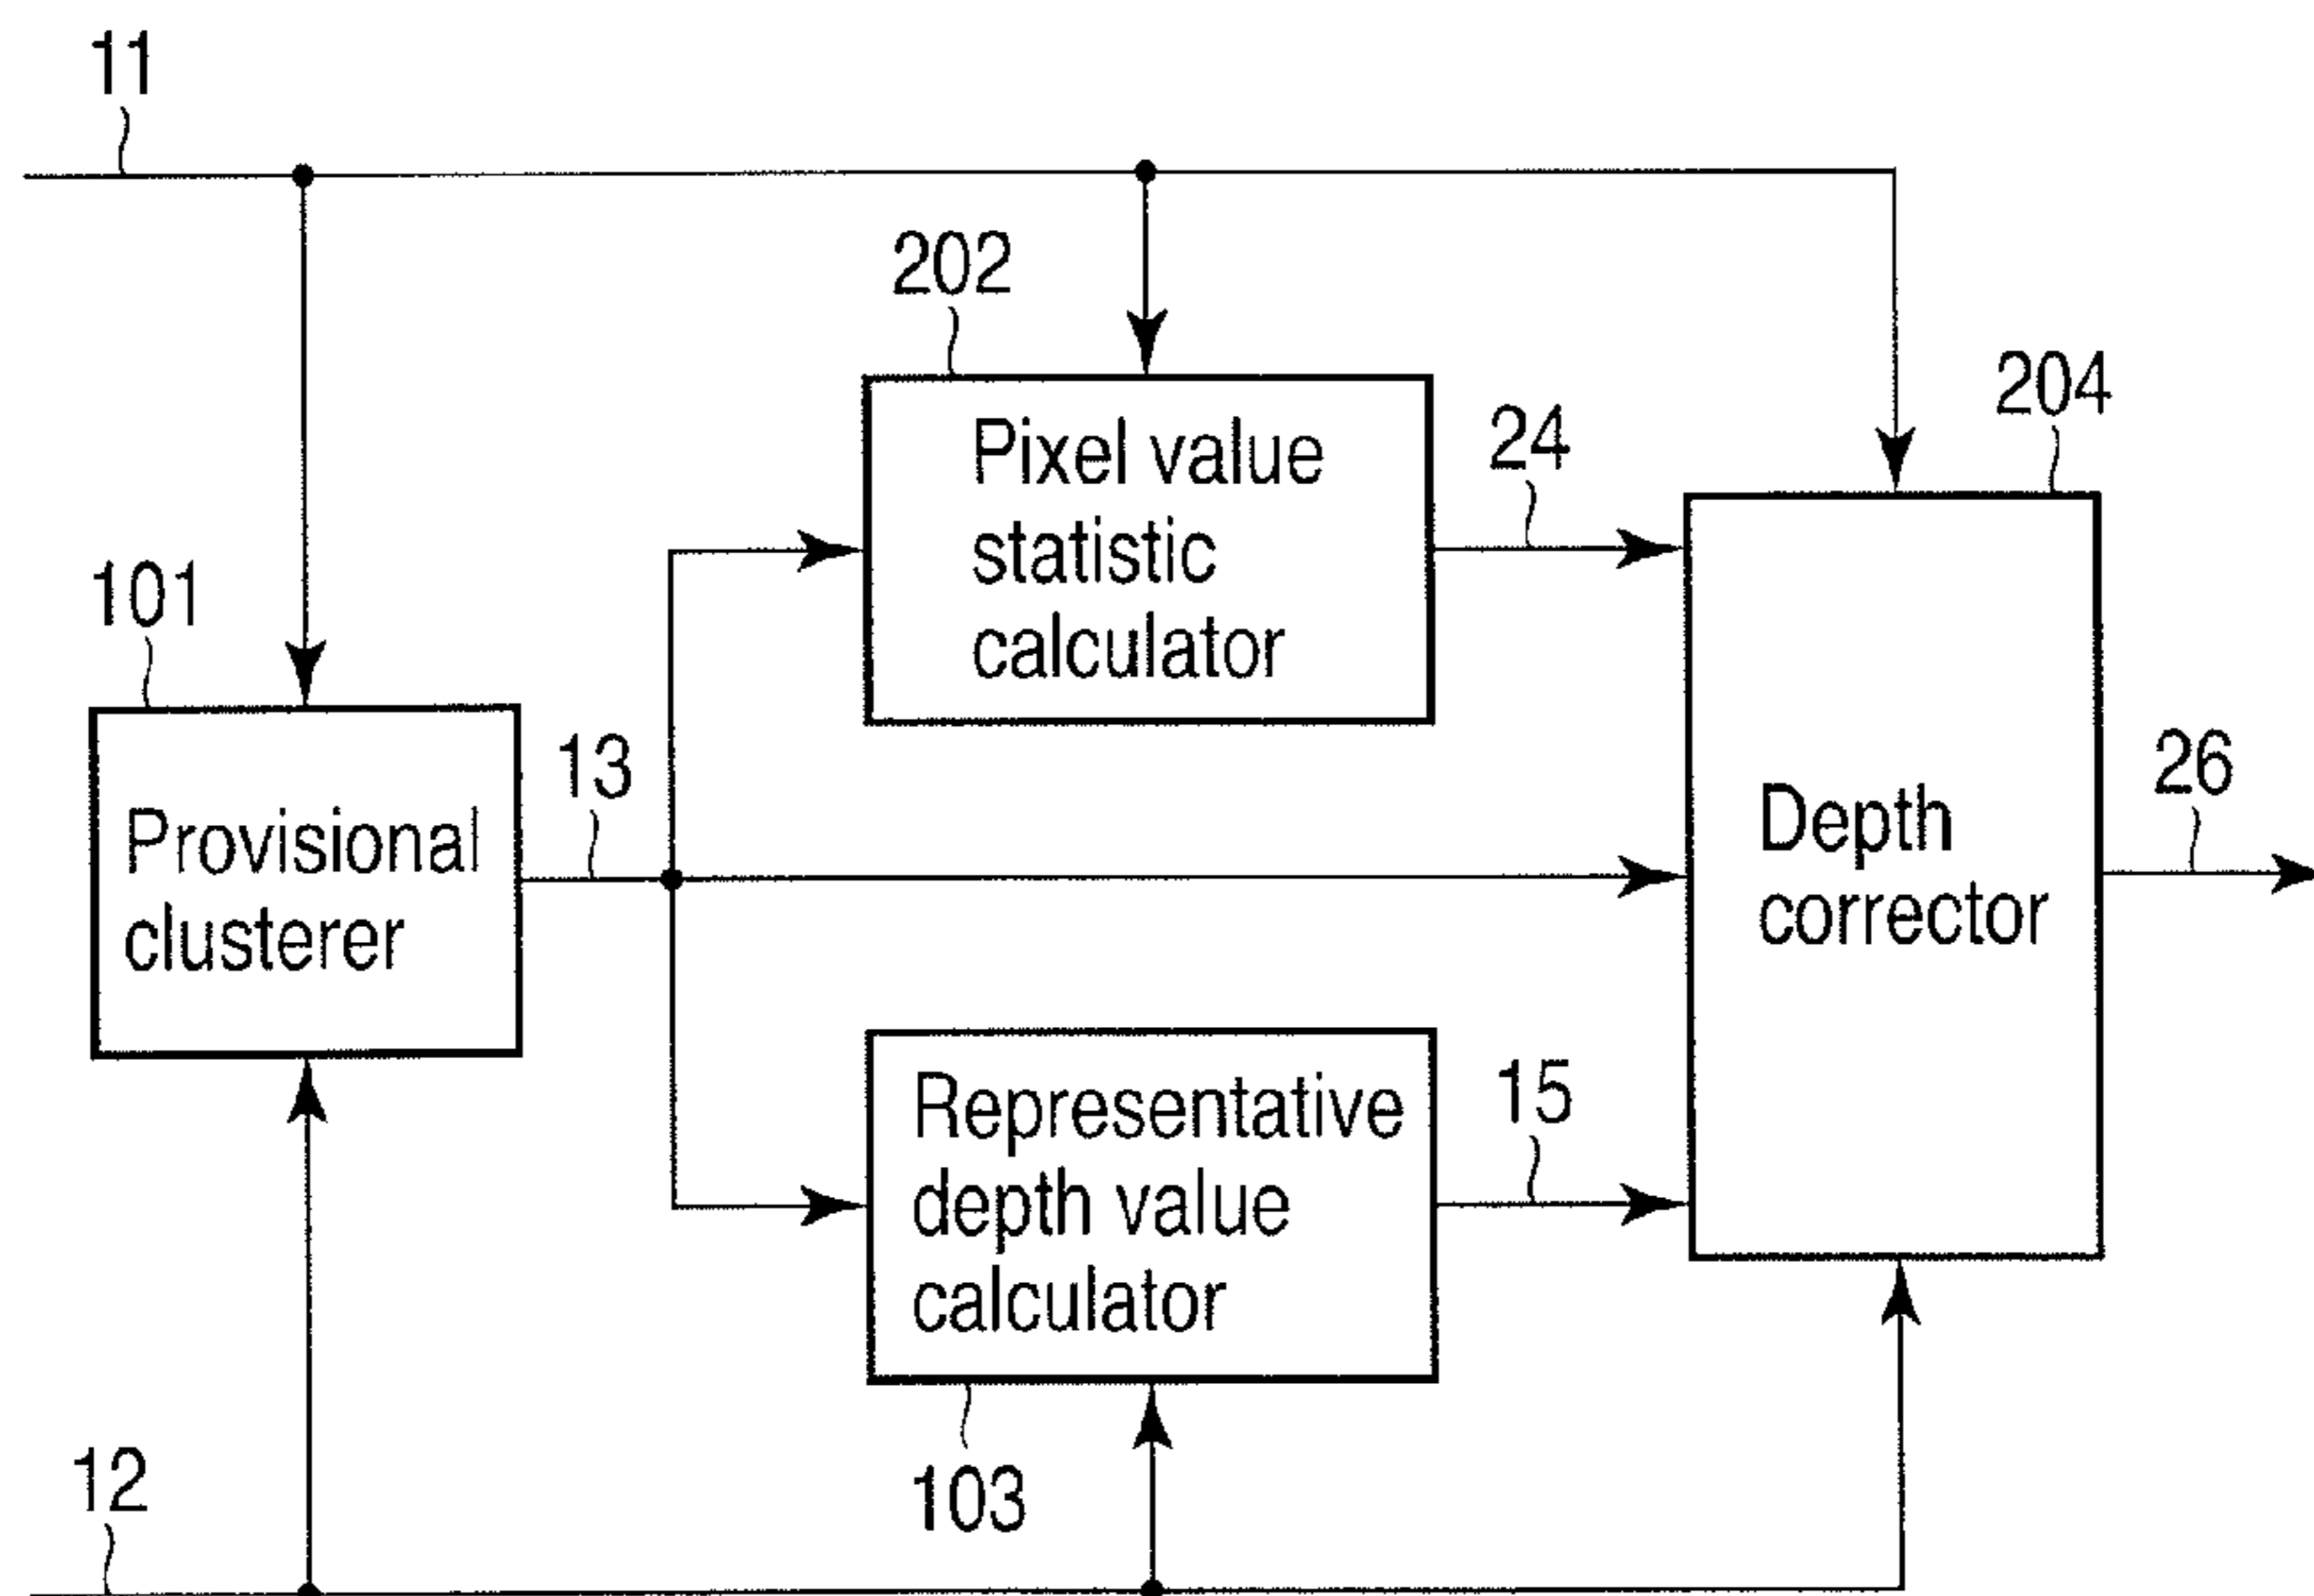 11
202
Pixel value
statistic
calculator
24
204
101
Provisional
clusterer
13
Depth
corrector
26
Representative
depth value
calculator
15
103
12